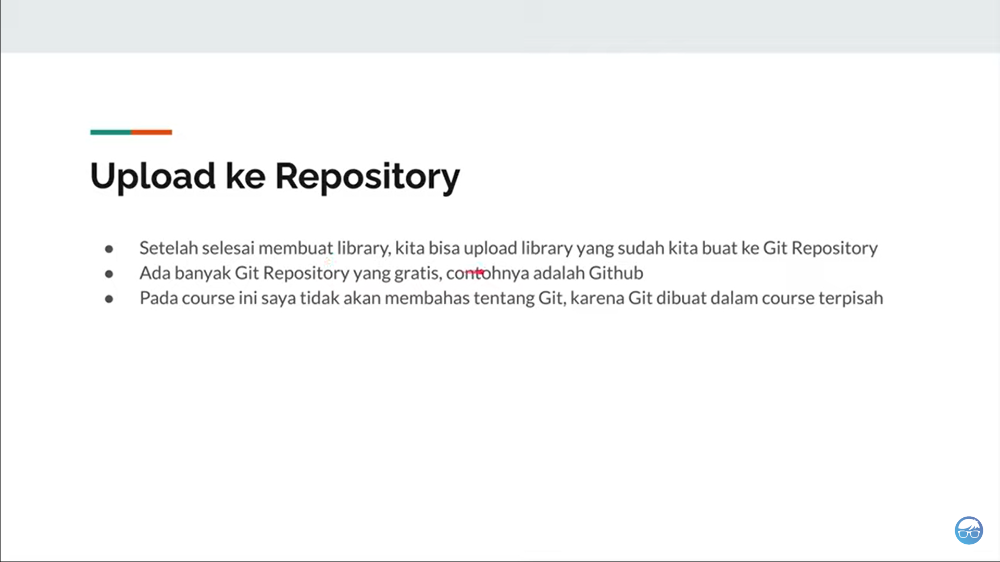 Upload ke Repository
Setelah selesai membuat library, kita bisa upload library yang sudah kita buat ke Git Repository
Ada banyak Git Repository yang gratis, contohnya adalah Github
Pada course ini saya tidak akan membahas tentang Git, karena Git dibuat dalam course terpisah